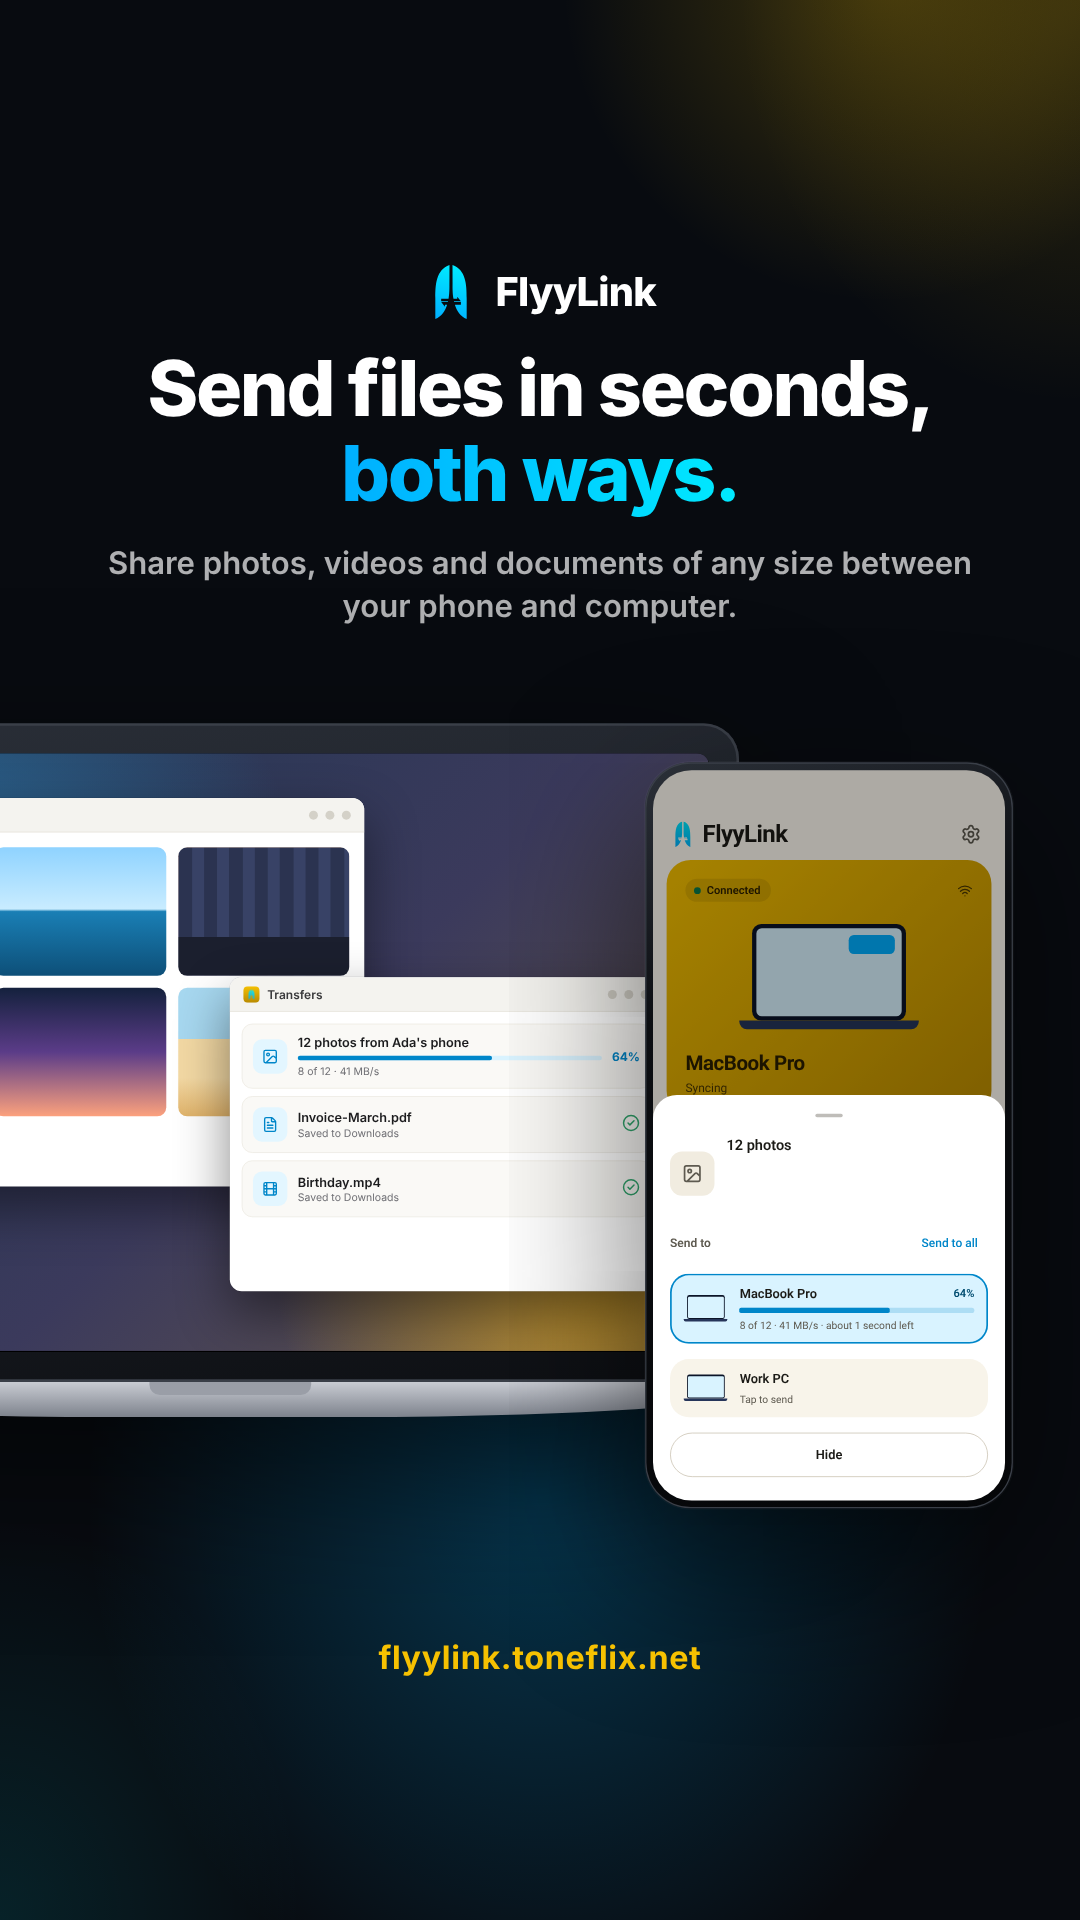 FlyyLink
Send files in seconds,
both ways.
Share photos, videos and documents of any size between
your phone and computer.
Transfers
12 photos from Ada's phone
64%
8 of 12 · 41 MB/s
Invoice-March.pdf
Saved to Downloads
Birthday.mp4
Saved to Downloads
FlyyLink
Connected
MacBook Pro
Syncing
12 photos
Send to
Send to all
MacBook Pro
64%
8 of 12 · 41 MB/s · about 1 second left
Work PC
Tap to send
Hide
flyylink.toneflix.net